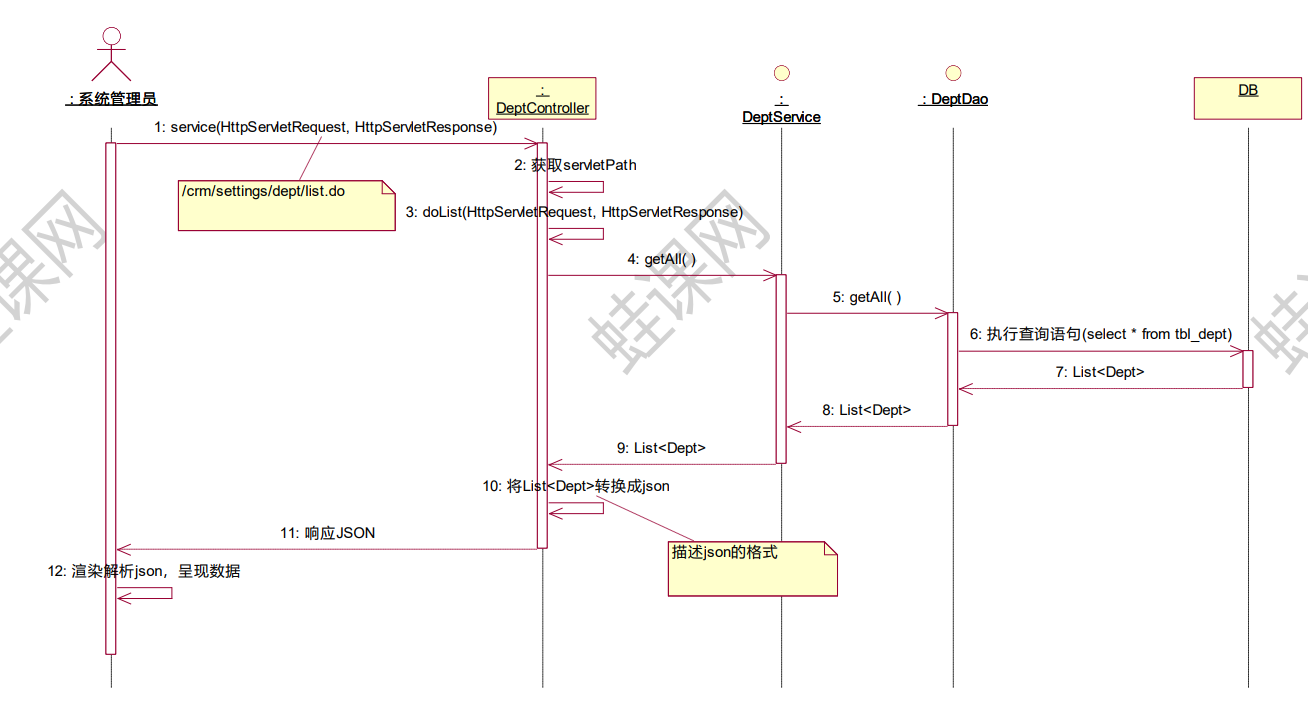 : 系统管理员
:
DeptController
:
DeptService
: DeptDao
DB
1: service(HttpServletRequest, HttpServletResponse)
2: 获取servletPath
/crm/settings/dept/list.do
3: doList(HttpServletRequest, HttpServletResponse)
4: getAll( )
5: getAll( )
6: 执行查询语句(select * from tbl_dept)
7: List<Dept>
8: List<Dept>
9: List<Dept>
10: 将List<Dept>转换成json
11: 响应JSON
描述json的格式
12: 渲染解析json，呈现数据
蛙课网
蛙课网
蛙